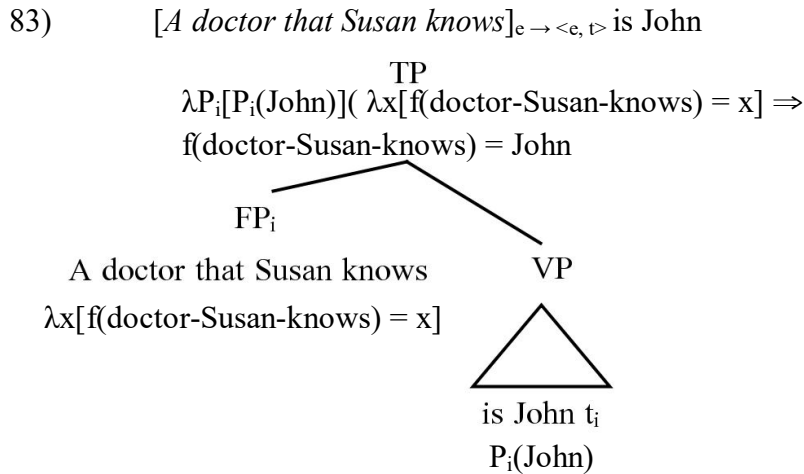 83) [A doctor that Susan knows]ₑ → <ₑ, ₜ> is John
TP
λPᵢ[Pᵢ(John)]( λx[f(doctor-Susan-knows) = x] ⇒
f(doctor-Susan-knows) = John
FPᵢ
A doctor that Susan knows
VP
λx[f(doctor-Susan-knows) = x]
is John tᵢ
Pᵢ(John)